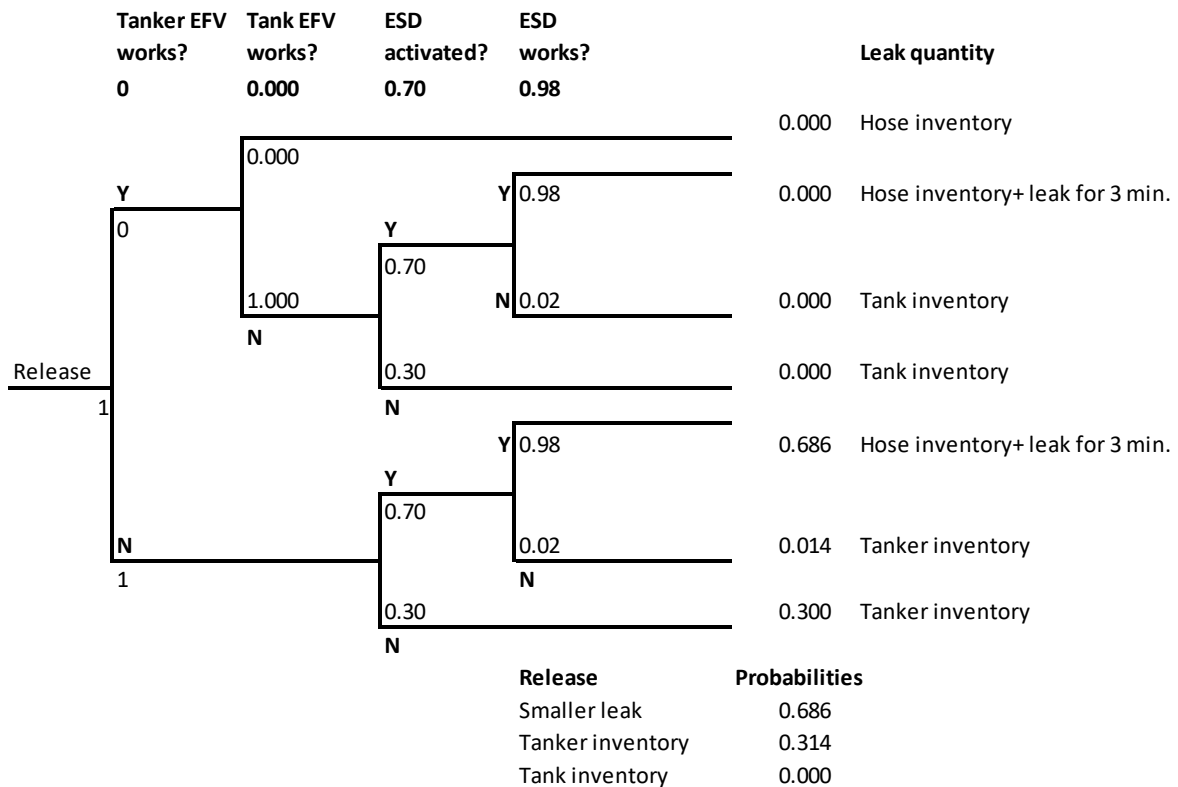 Tanker EFV Tank EFV ESD ESD
works? works? activated? works? Leak quantity
0 0.000 0.70 0.98
0.000 Hose inventory
0.000
Y Y 0.98 0.000 Hose inventory+ leak for 3 min.
0 Y
0.70
1.000 N 0.02 0.000 Tank inventory
N
Release 0.30 0.000 Tank inventory
1 N
Y 0.98 0.686 Hose inventory+ leak for 3 min.
Y
0.70
N 0.02 0.014 Tanker inventory
1 N
0.30 0.300 Tanker inventory
N
Release Probabilities
Smaller leak 0.686
Tanker inventory 0.314
Tank inventory 0.000